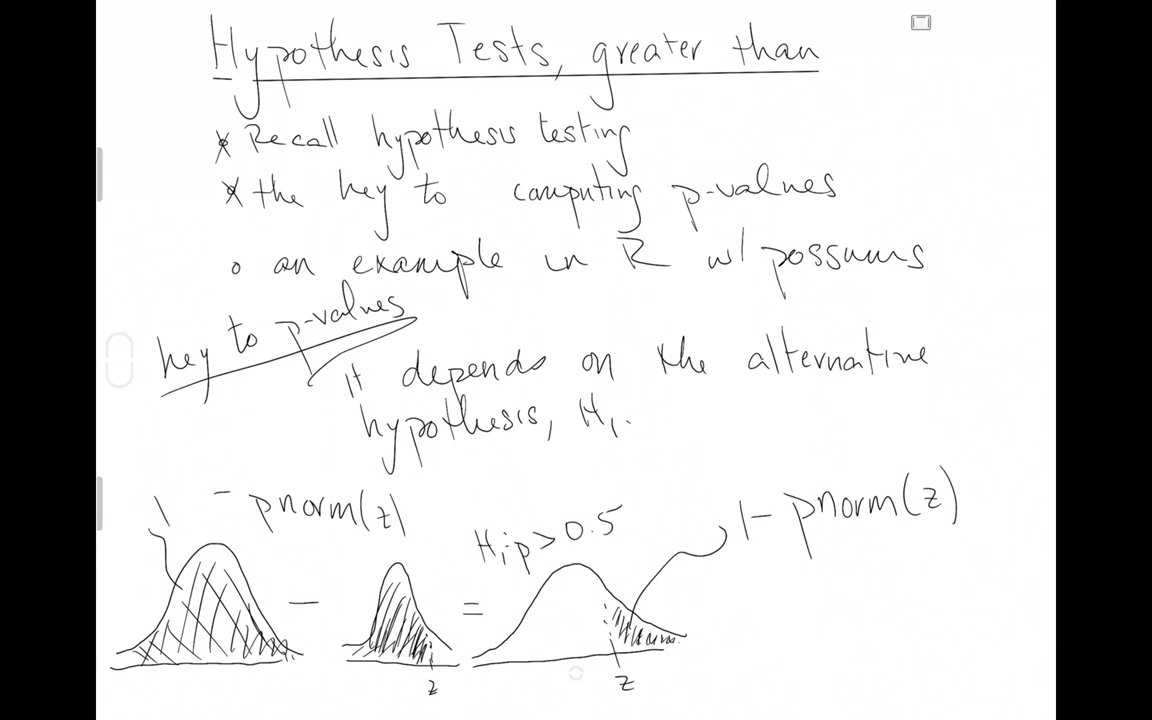 Hypothesis Tests, greater than
* Recall hypothesis testing
* the key to computing p-values
o an example in R w/ possums
key to p-values
it depends on the alternative
hypothesis, H₁.
1 - pnorm(z)
H₁: p > 0.5
1 - pnorm(z)
- =
z
z